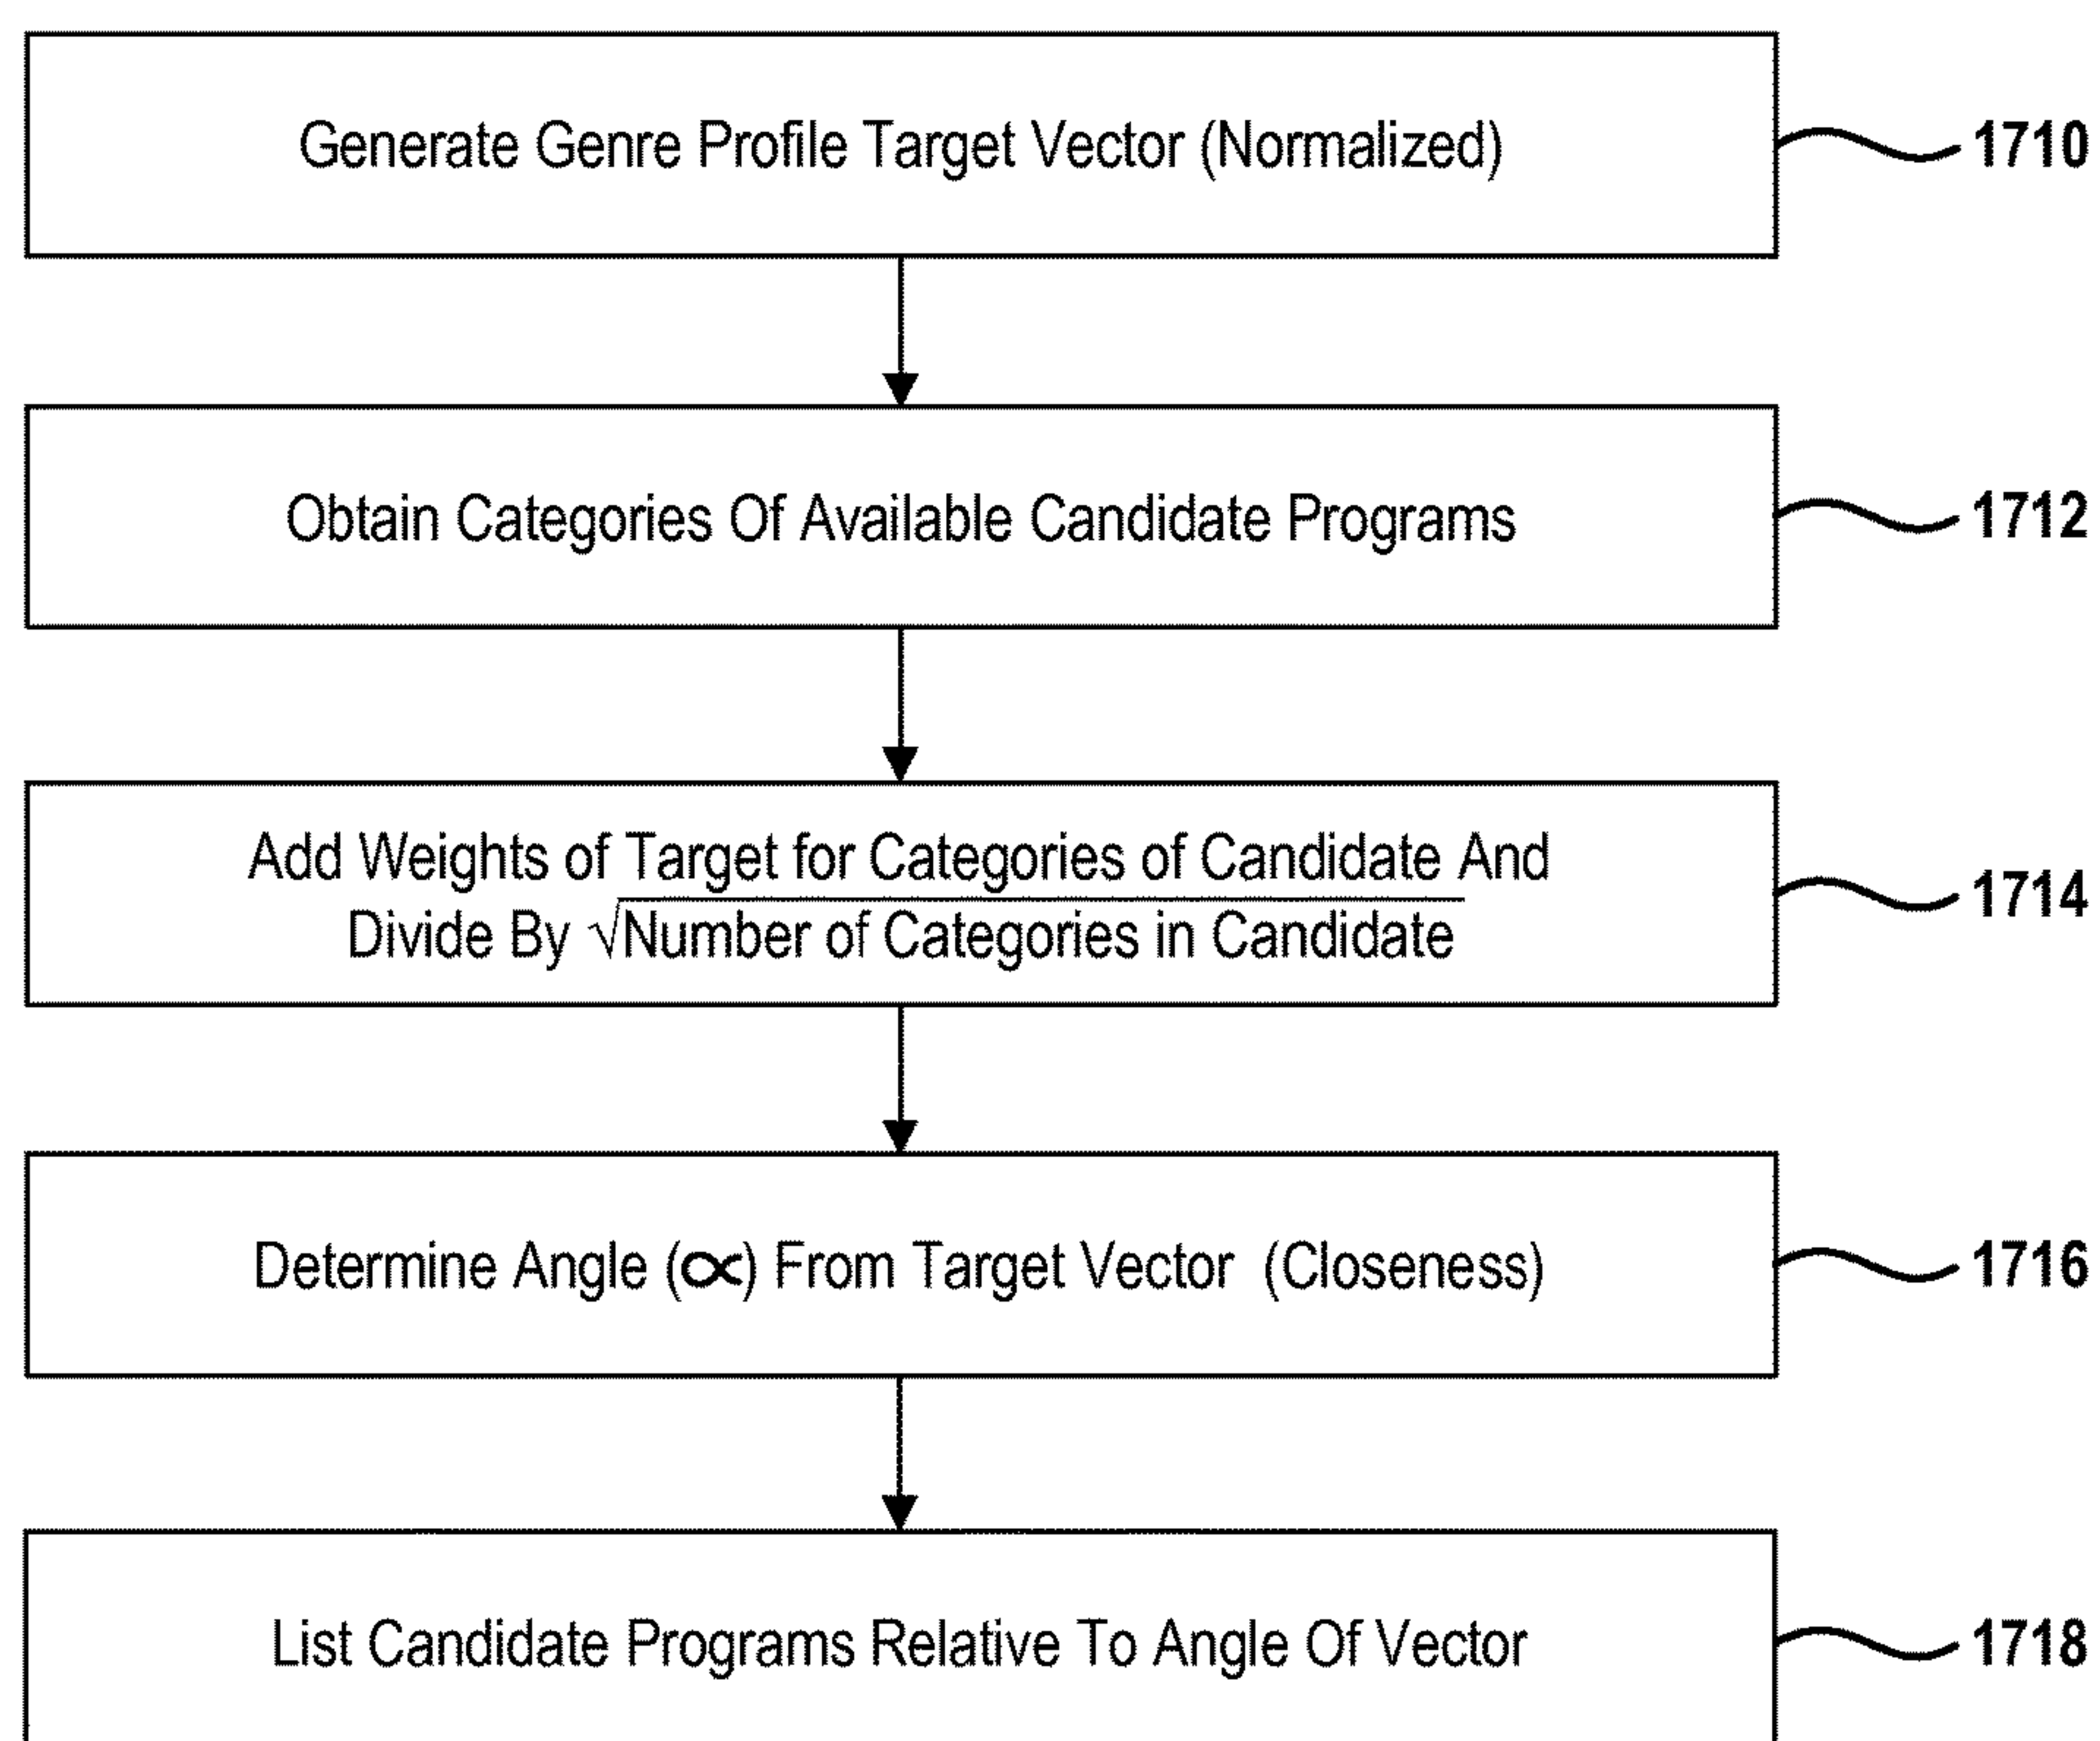 Generate Genre Profile Target Vector (Normalized)
1710
Obtain Categories Of Available Candidate Programs
1712
Add Weights of Target for Categories of Candidate And
Divide By √Number of Categories in Candidate
1714
Determine Angle (∝) From Target Vector (Closeness)
1716
List Candidate Programs Relative To Angle Of Vector
1718